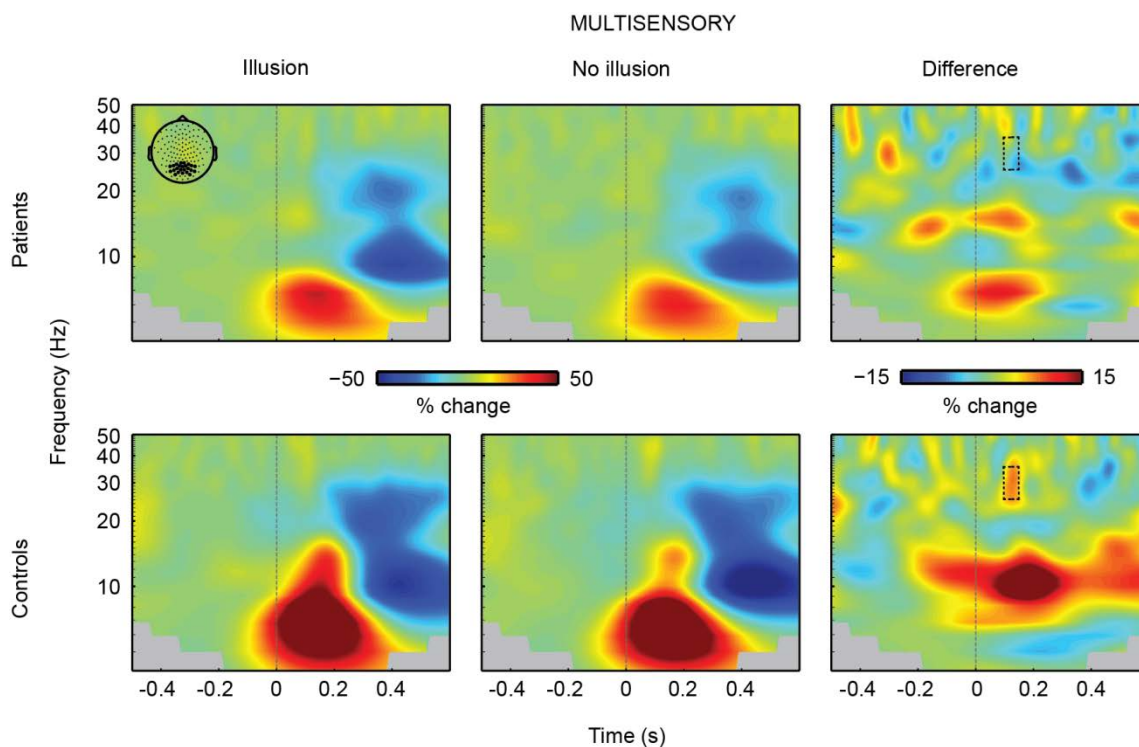 MULTISENSORY
Illusion No illusion Difference
Patients
50
40
30
20
10
Frequency (Hz)
−50 50
% change
−15 15
% change
Controls
50
40
30
20
10
-0.4 -0.2 0 0.2 0.4 -0.4 -0.2 0 0.2 0.4 -0.4 -0.2 0 0.2 0.4
Time (s)